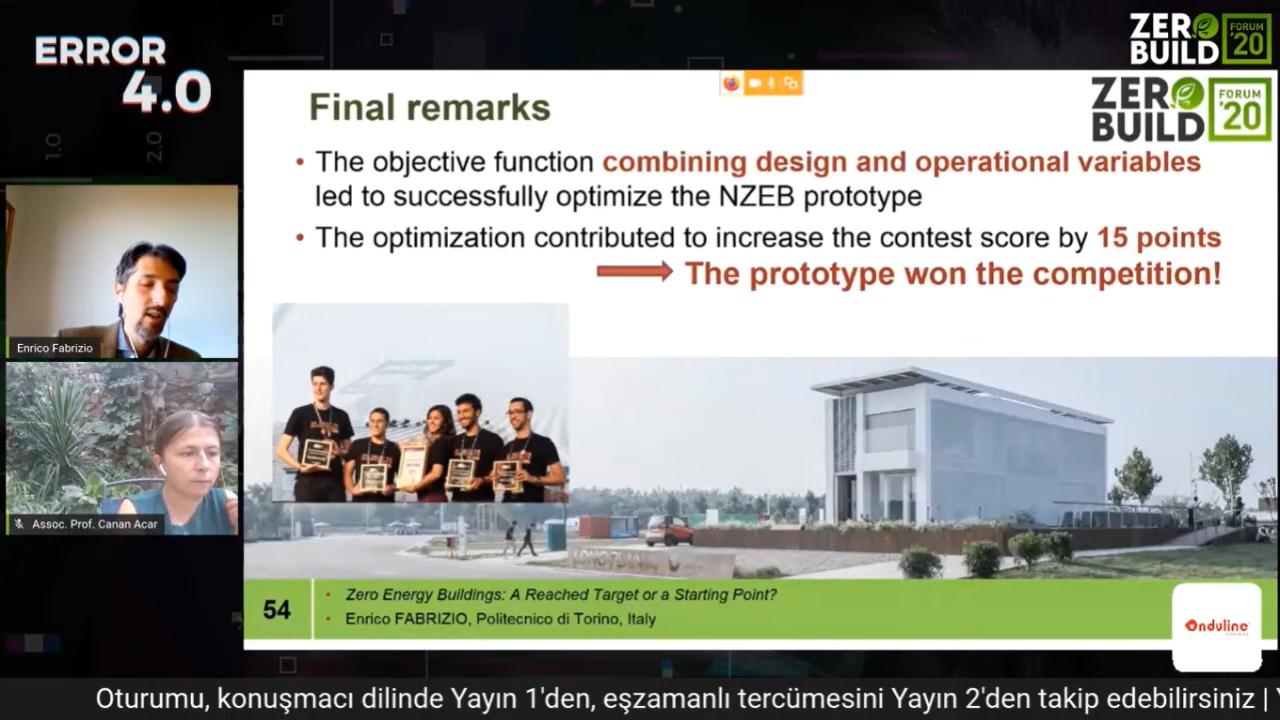 ERROR
4.0
1.0
2.0
ZERO
BUILD
FORUM
'20
ZERO
BUILD
FORUM
'20
Final remarks
• The objective function combining design and operational variables
led to successfully optimize the NZEB prototype
• The optimization contributed to increase the contest score by 15 points
The prototype won the competition!
Enrico Fabrizio
Assoc. Prof. Canan Acar
54
• Zero Energy Buildings: A Reached Target or a Starting Point?
• Enrico FABRIZIO, Politecnico di Torino, Italy
Onduline
Oturumu, konuşmacı dilinde Yayın 1'den, eşzamanlı tercümesini Yayın 2'den takip edebilirsiniz |